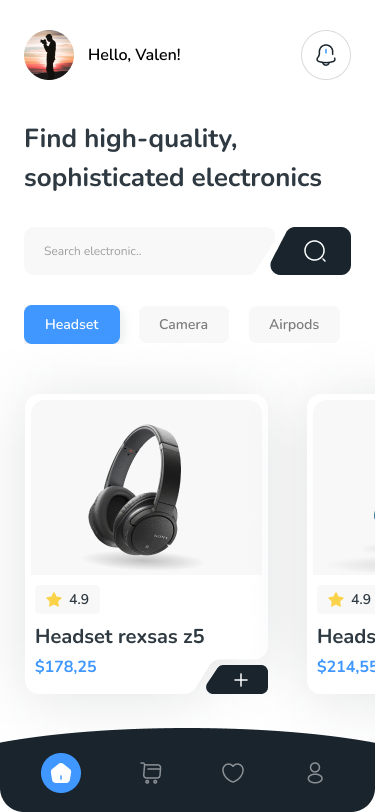 Hello, Valen!
Find high-quality,
sophisticated electronics
Search electronic..
Headset
Camera
Airpods
SONY
4.9
4.9
Headset rexsas z5
Heads
$178,25
$214,55